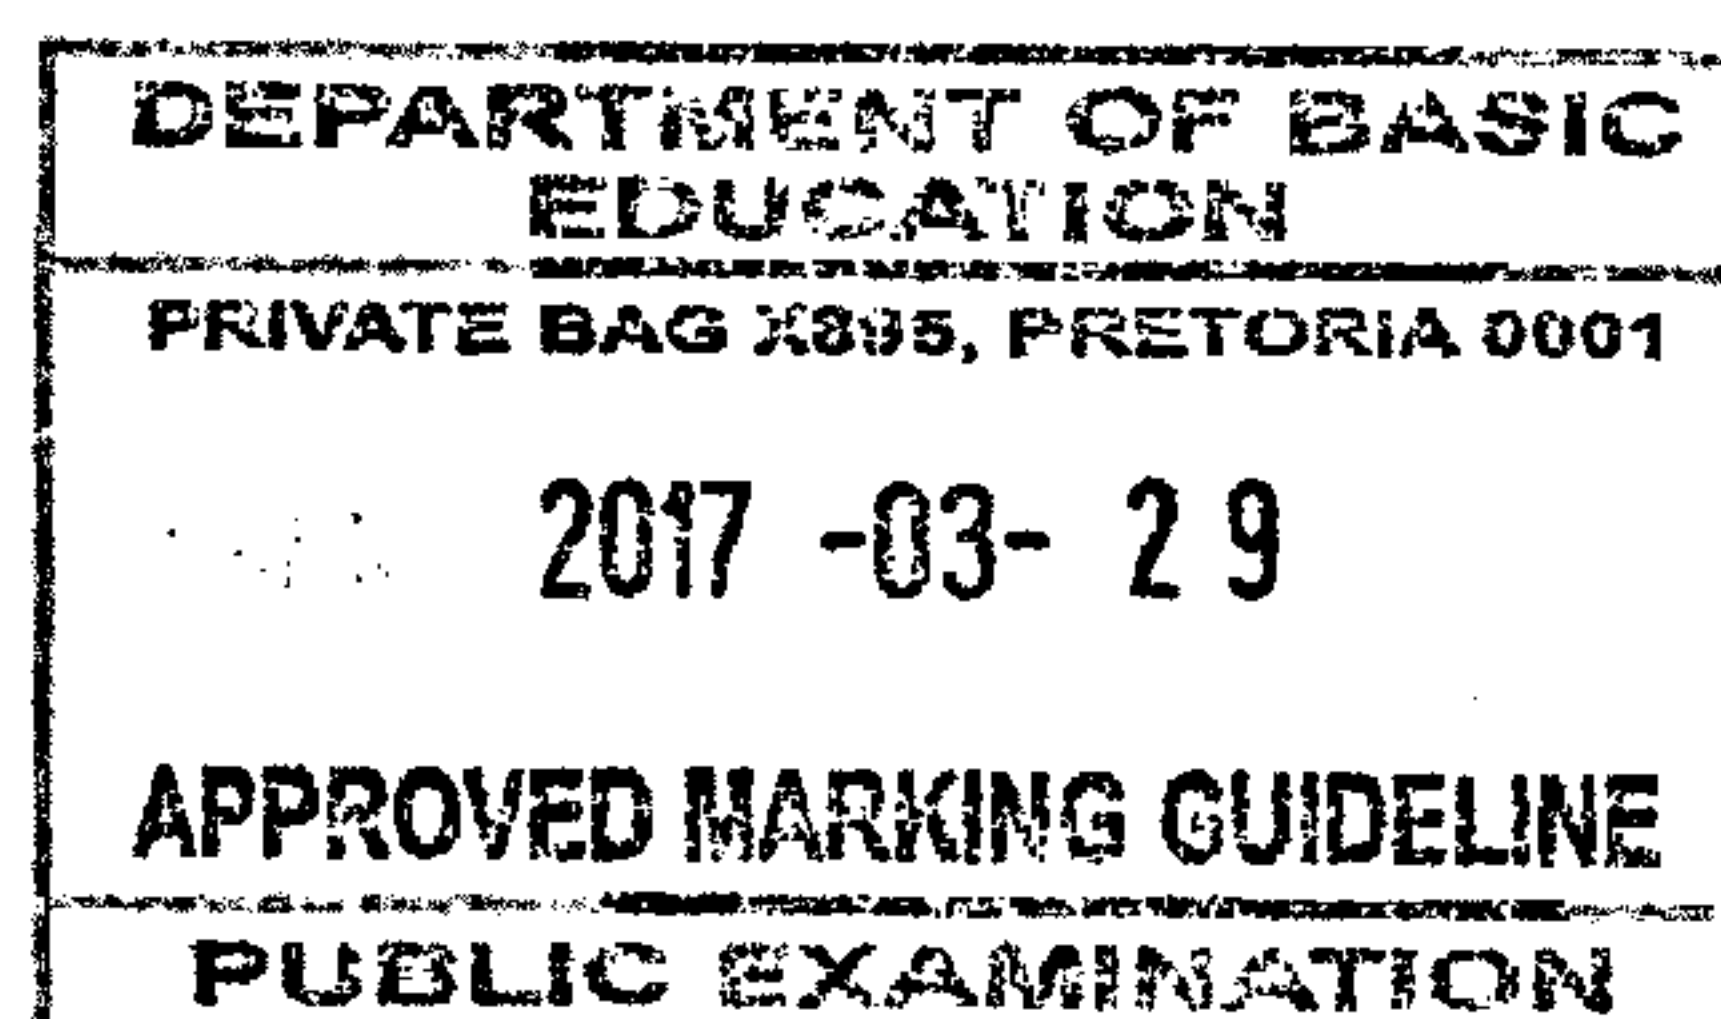 DEPARTMENT OF BASIC
EDUCATION
PRIVATE BAG X895, PRETORIA 0001
2017 -03- 29
APPROVED MARKING GUIDELINE
PUBLIC EXAMINATION